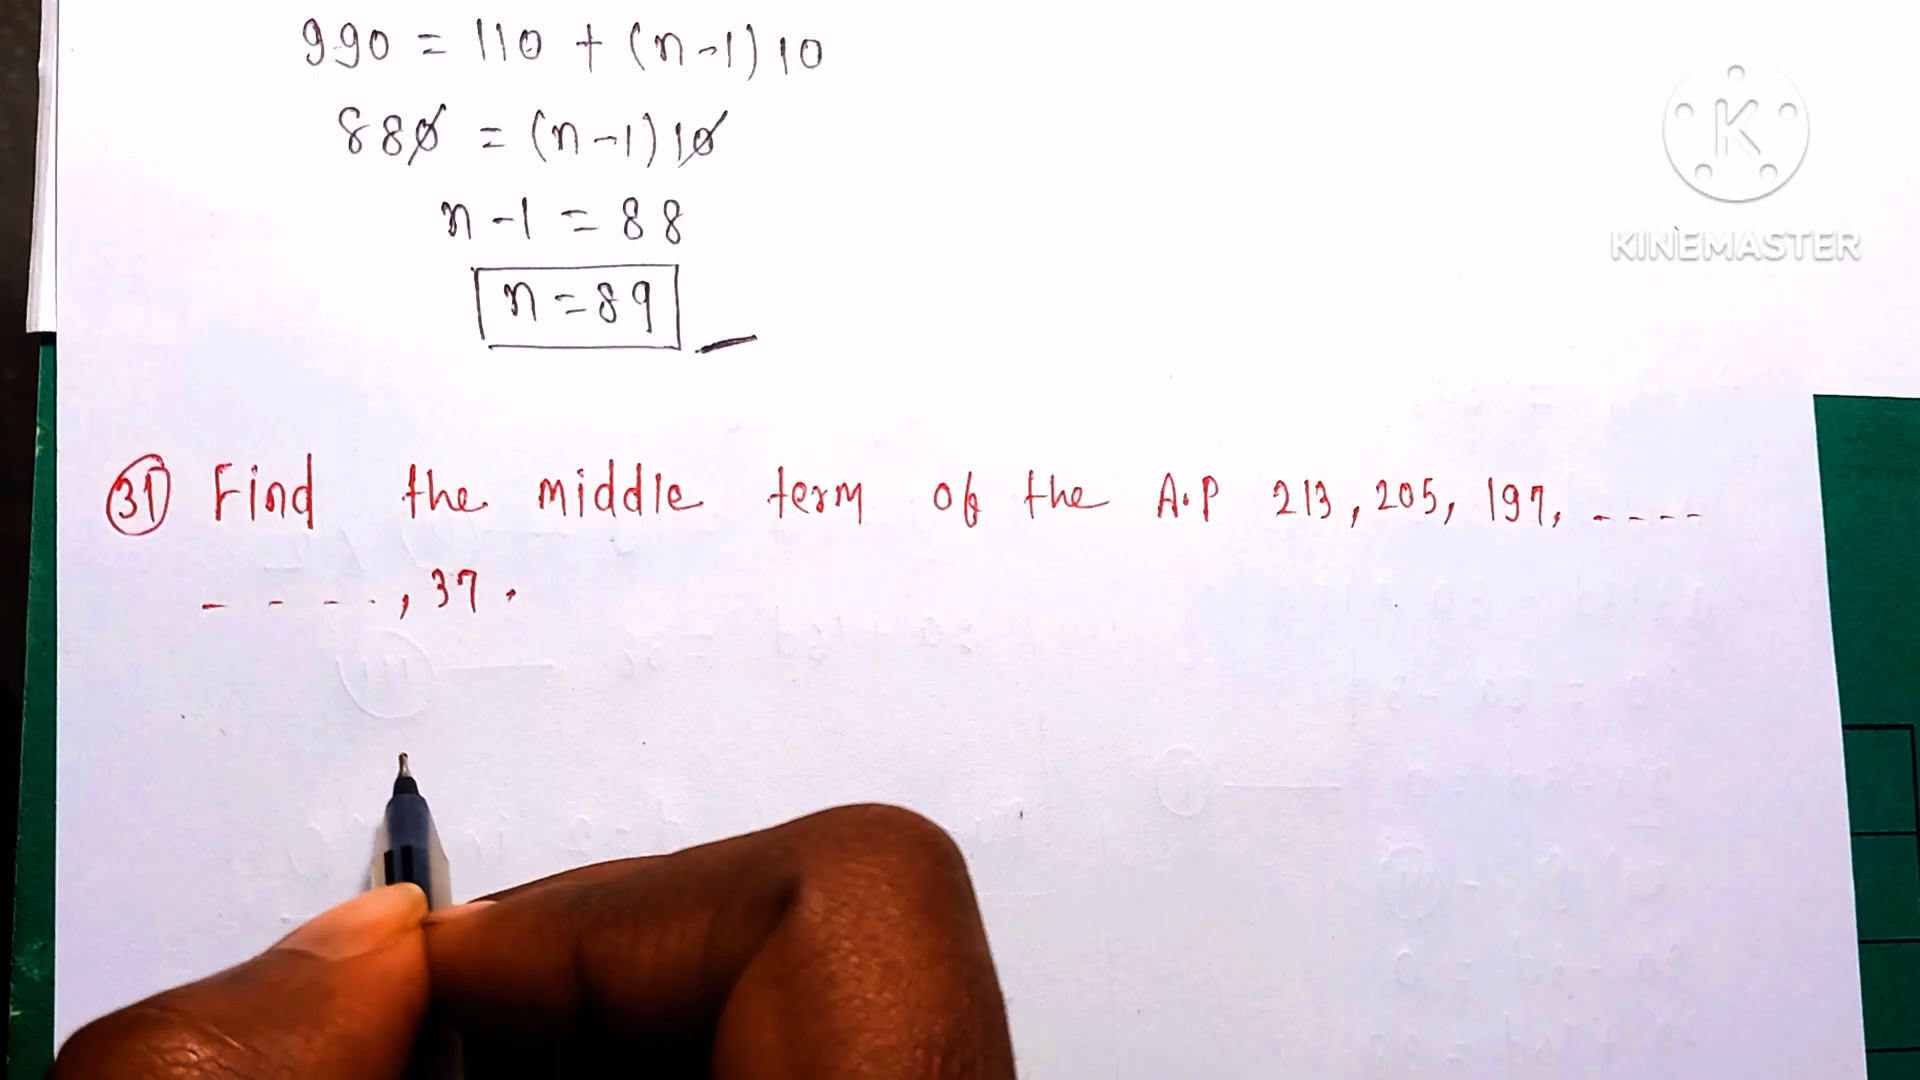 990 = 110 + (n-1)10
880 = (n-1)10
n-1 = 88
n = 89
KINEMASTER
31 Find the middle term of the A.P 213, 205, 197, ----
- - - -, 37.